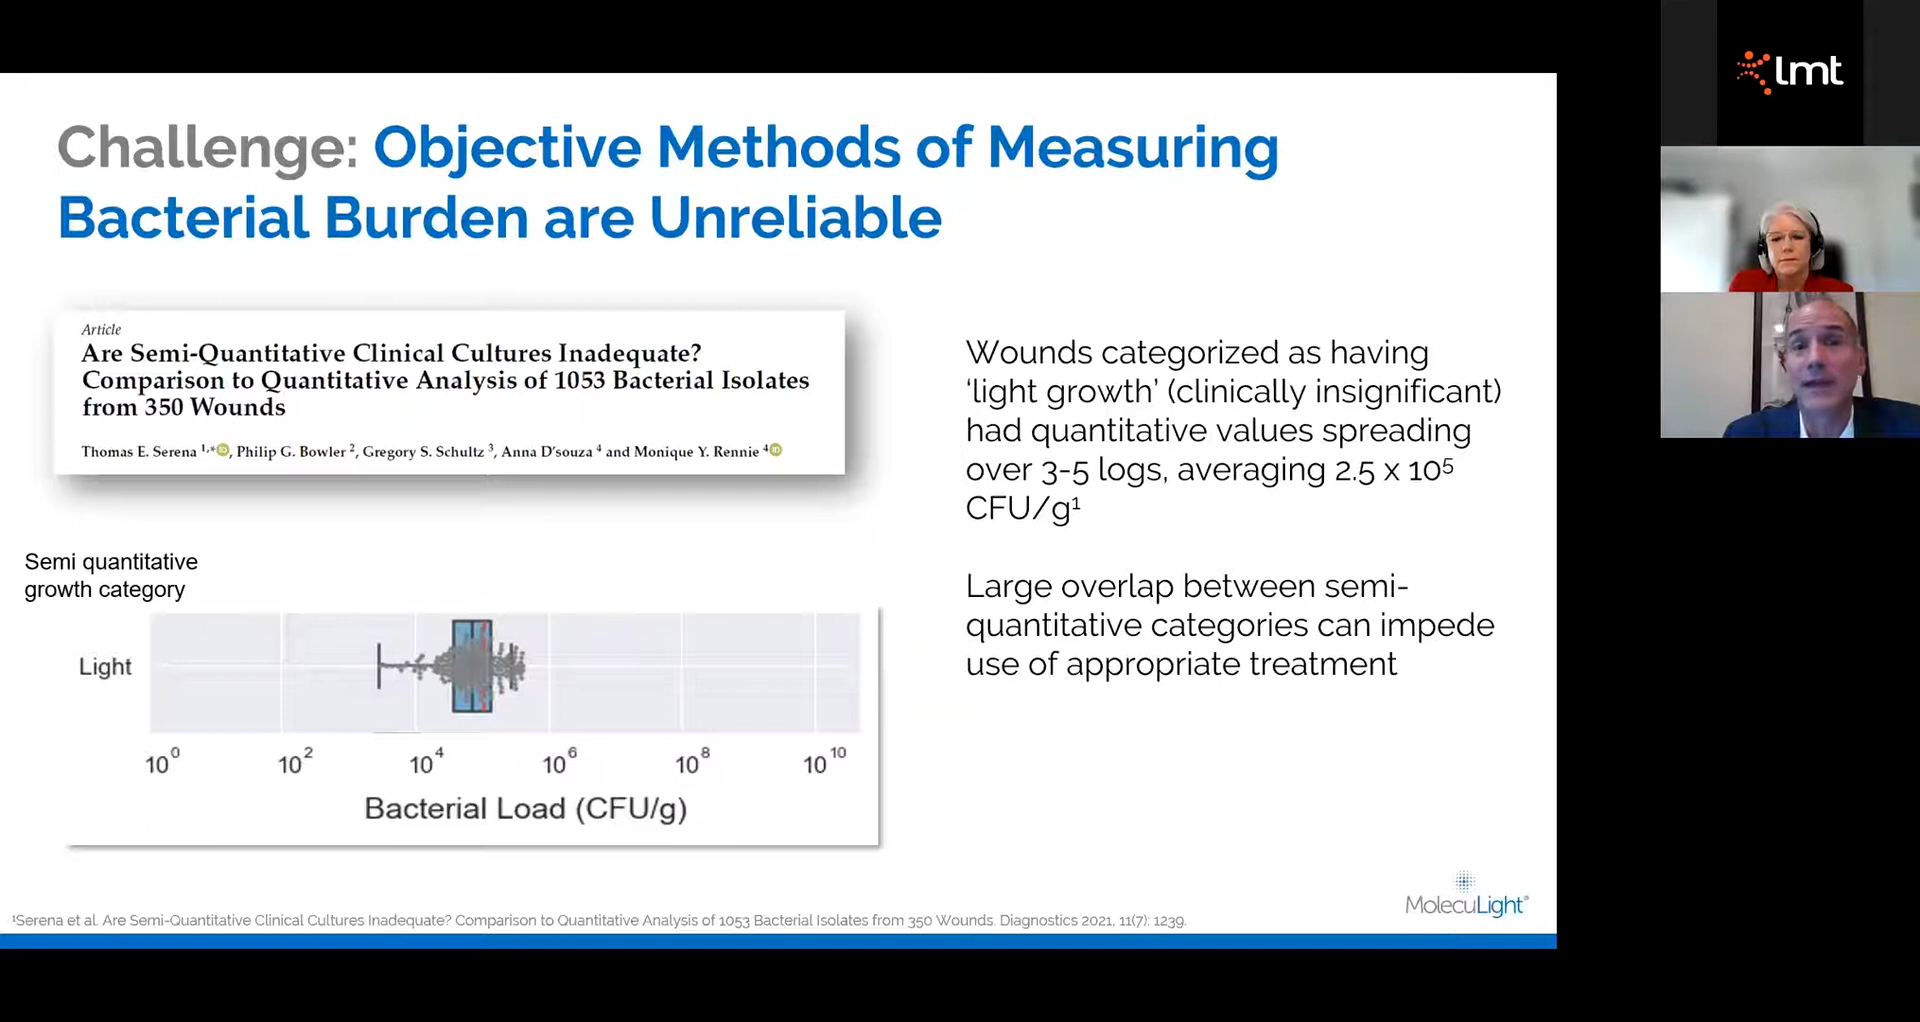 Challenge: Objective Methods of Measuring
Bacterial Burden are Unreliable
Article
Are Semi-Quantitative Clinical Cultures Inadequate?
Comparison to Quantitative Analysis of 1053 Bacterial Isolates
from 350 Wounds
Thomas E. Serena 1,*, Philip G. Bowler 2, Gregory S. Schultz 3, Anna D'souza 4 and Monique Y. Rennie 4
Wounds categorized as having
‘light growth’ (clinically insignificant)
had quantitative values spreading
over 3-5 logs, averaging 2.5 x 10⁵
CFU/g¹
Large overlap between semi-
quantitative categories can impede
use of appropriate treatment
Semi quantitative
growth category
Light
10⁰ 10² 10⁴ 10⁶ 10⁸ 10¹⁰
Bacterial Load (CFU/g)
MolecuLight®
¹Serena et al. Are Semi-Quantitative Clinical Cultures Inadequate? Comparison to Quantitative Analysis of 1053 Bacterial Isolates from 350 Wounds. Diagnostics 2021, 11(7): 1239.
lmt